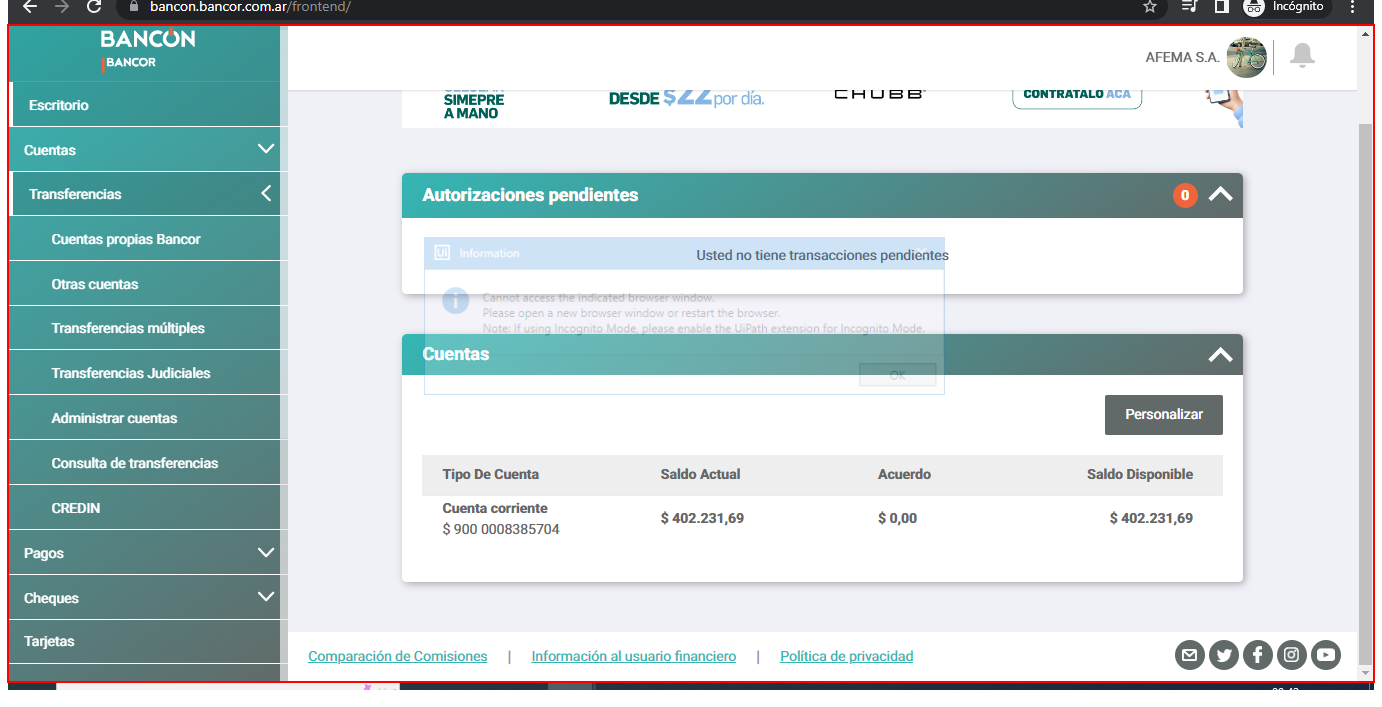 bancon.bancor.com.ar/frontend/
Incógnito
BANCÓN
BANCOR
AFEMA S.A.
Escritorio
Cuentas
Transferencias
Cuentas propias Bancor
Otras cuentas
Transferencias múltiples
Transferencias Judiciales
Administrar cuentas
Consulta de transferencias
CREDIN
Pagos
Cheques
Tarjetas
SIMEPRE
A MANO
DESDE $22 por día.
CHUBB
CONTRATALO ACA
Autorizaciones pendientes
0
Usted no tiene transacciones pendientes
Ui Information
Cannot access the indicated browser window.
Please open a new browser window or restart the browser.
Note: If using Incognito Mode, please enable the UiPath extension for Incognito Mode.
OK
Cuentas
Personalizar
Tipo De Cuenta Saldo Actual Acuerdo Saldo Disponible
Cuenta corriente
$ 900 0008385704
$ 402.231,69 $ 0,00 $ 402.231,69
Comparación de Comisiones | Información al usuario financiero | Política de privacidad